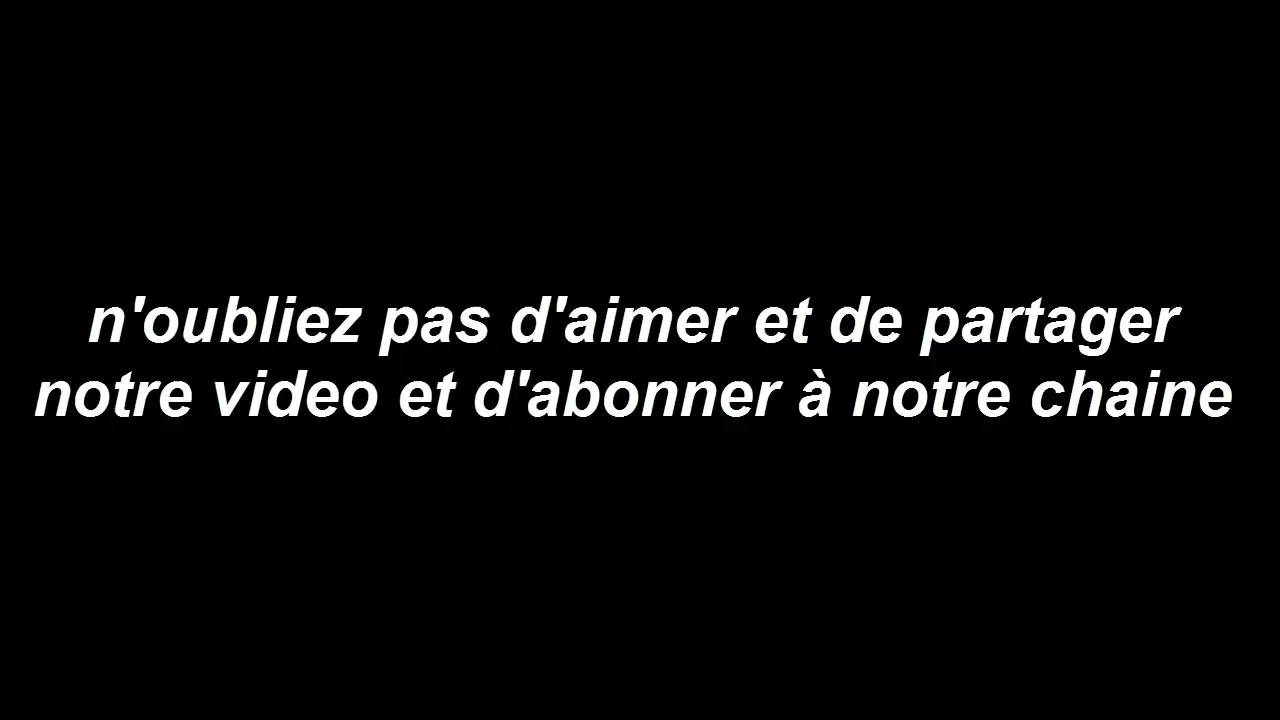 n'oubliez pas d'aimer et de partager
notre video et d'abonner à notre chaine